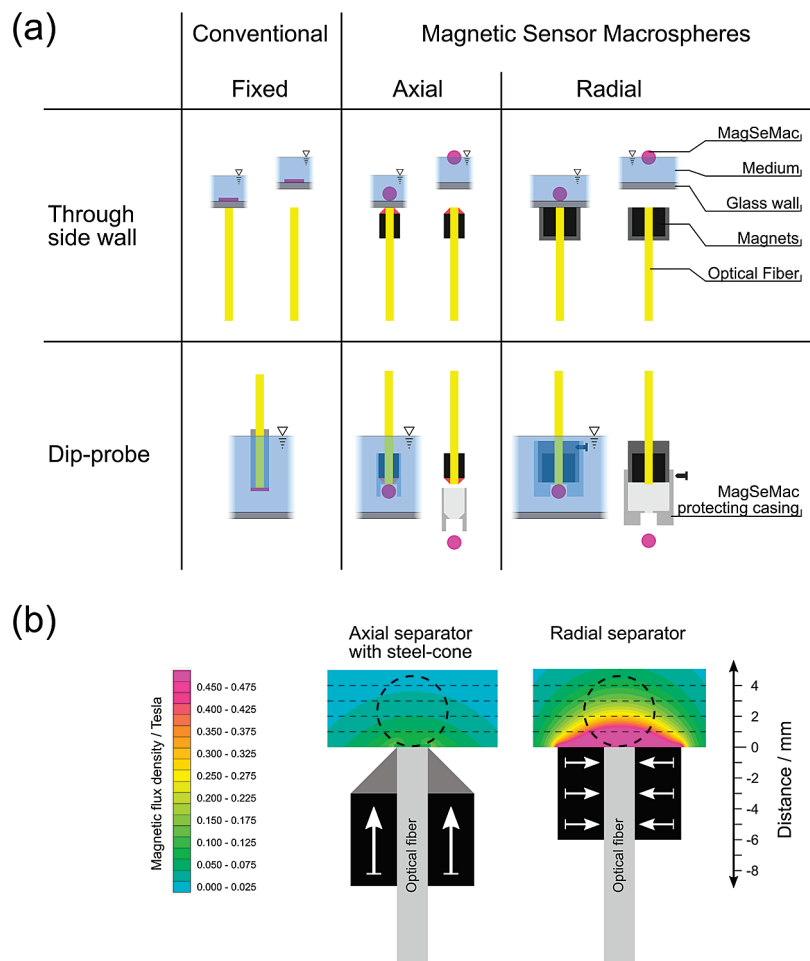 (a)
Conventional
Magnetic Sensor Macrospheres
Fixed
Axial
Radial
Through
side wall
MagSeMac
Medium
Glass wall
Magnets
Optical Fiber
Dip-probe
MagSeMac
protecting casing
(b)
Axial separator
with steel-cone
Radial separator
Magnetic flux density / Tesla
0.450 - 0.475
0.400 - 0.425
0.350 - 0.375
0.300 - 0.325
0.250 - 0.275
0.200 - 0.225
0.150 - 0.175
0.100 - 0.125
0.050 - 0.075
0.000 - 0.025
Optical fiber
Optical fiber
4
2
0
-2
-4
-6
-8
Distance / mm